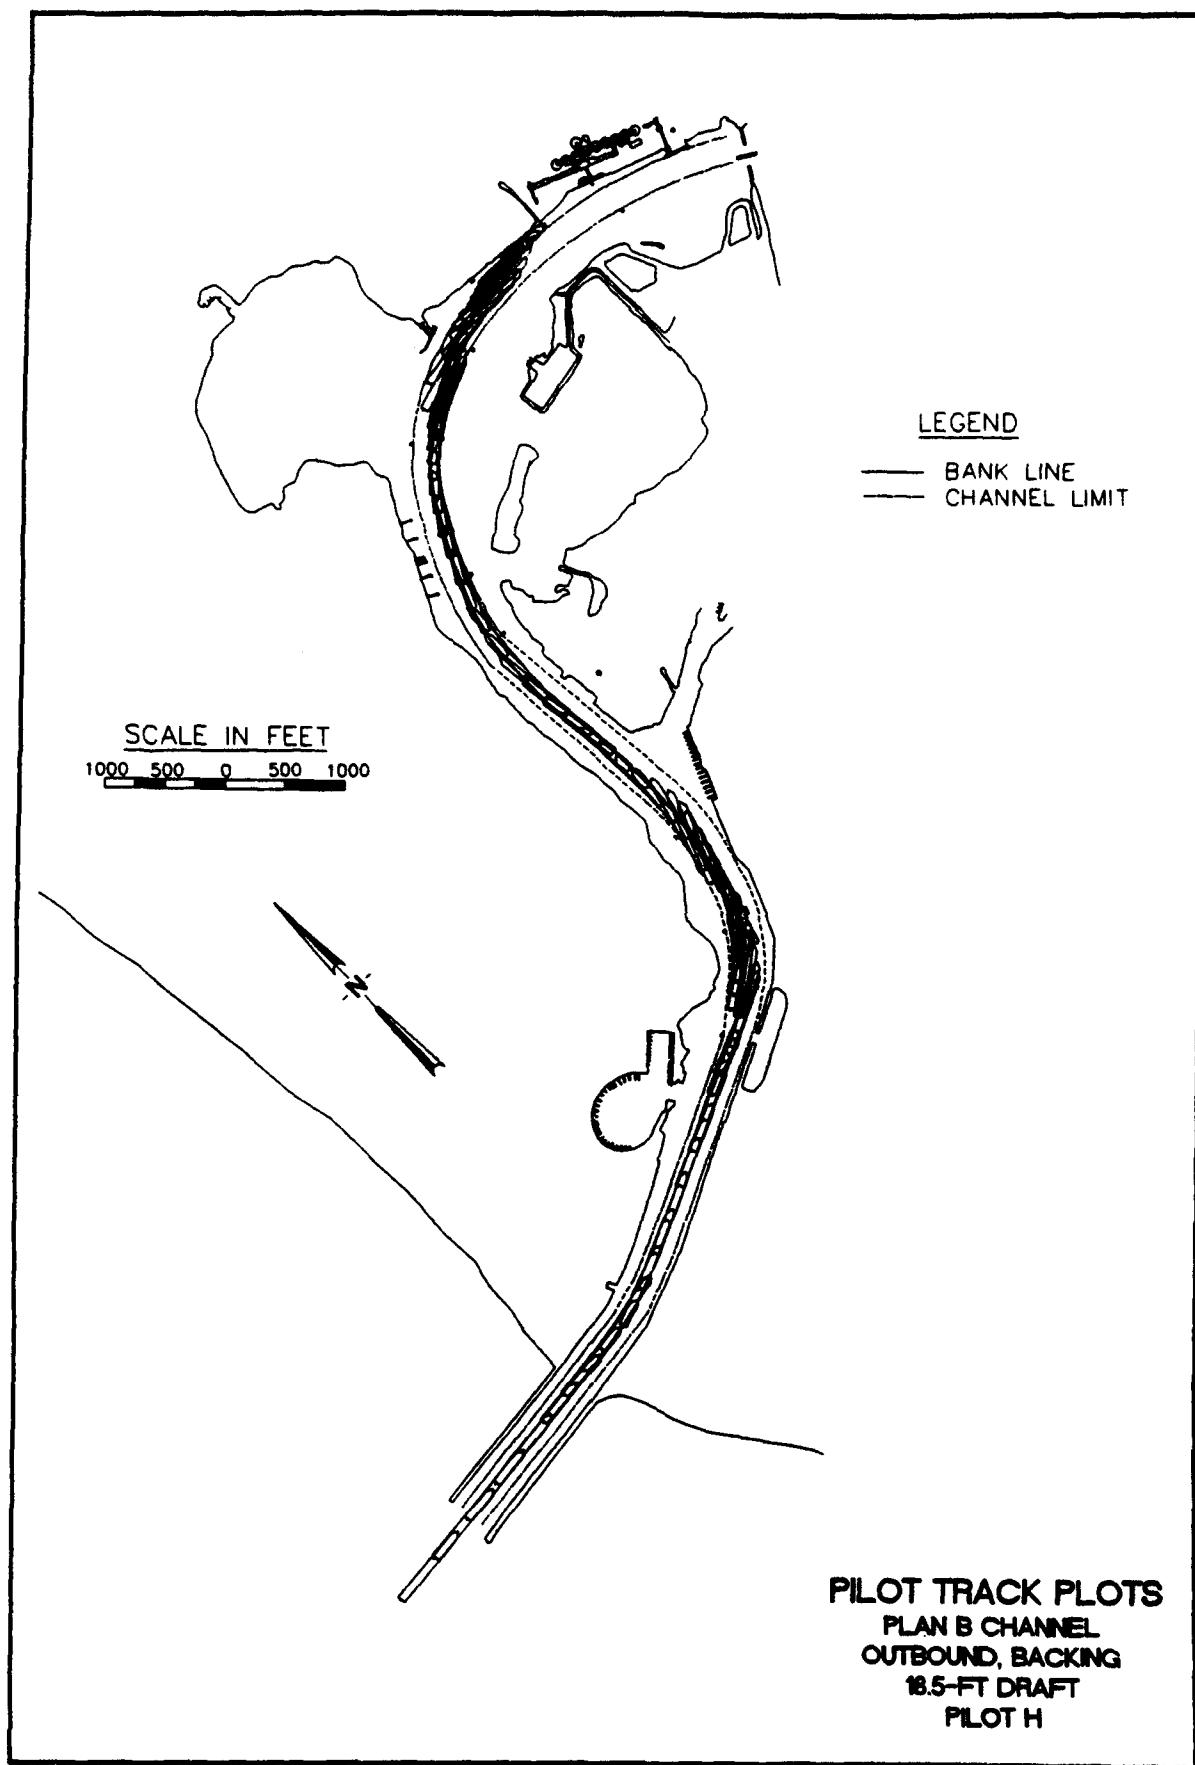 LEGEND
BANK LINE
CHANNEL LIMIT
SCALE IN FEET
1000 500 0 500 1000
N
PILOT TRACK PLOTS
PLAN B CHANNEL
OUTBOUND, BACKING
18.5-FT DRAFT
PILOT H